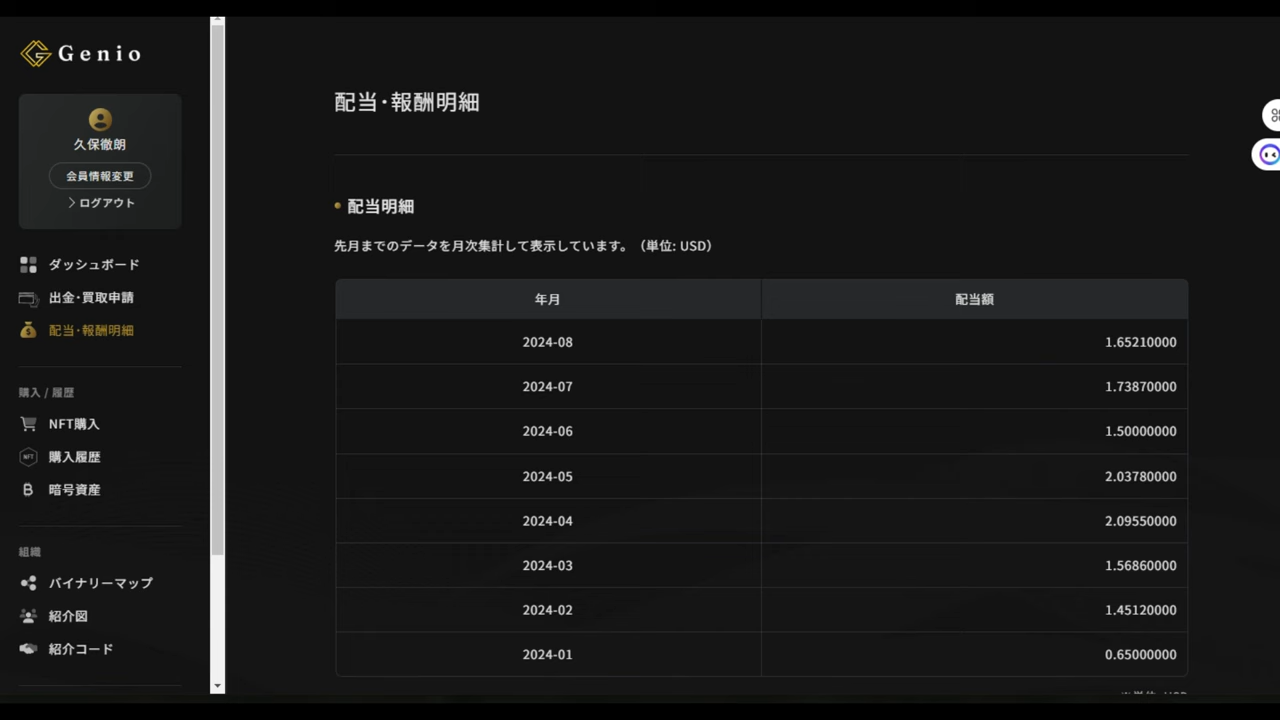 Genio
久保徹朗
会員情報変更
ログアウト
ダッシュボード
出金・買取申請
配当・報酬明細
購入 / 履歴
NFT購入
NFT
購入履歴
暗号資産
組織
バイナリーマップ
紹介図
紹介コード
配当・報酬明細
配当明細
先月までのデータを月次集計して表示しています。（単位: USD）
年月 配当額
2024-08 1.65210000
2024-07 1.73870000
2024-06 1.50000000
2024-05 2.03780000
2024-04 2.09550000
2024-03 1.56860000
2024-02 1.45120000
2024-01 0.65000000